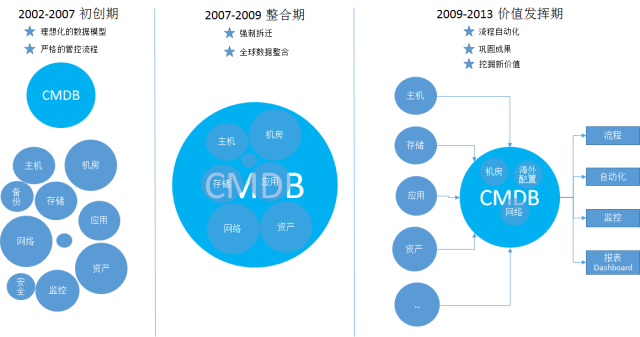 2002-2007 初创期
理想化的数据模型
严格的管控流程
CMDB
主机
机房
备
份
存储
应用
网络
资产
安
全
监控
2007-2009 整合期
强制拆迁
全球数据整合
主机
机房
存储
应用
CMDB
网络
资产
2009-2013 价值发挥期
流程自动化
巩固成果
挖掘新价值
主机
存储
应用
资产
...
机房
海外
配置
CMDB
网络
流程
自动化
监控
报表
Dashboard